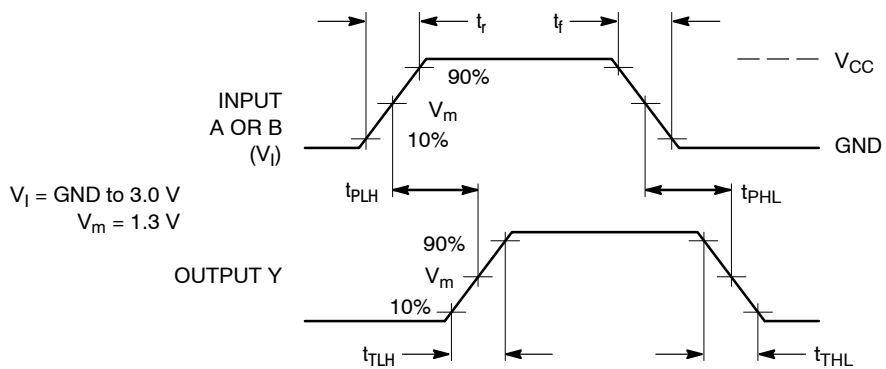 t_r
t_f
V_CC
90%
INPUT
A OR B
(V_I)
V_m
10%
GND
t_PLH
t_PHL
V_I = GND to 3.0 V
V_m = 1.3 V
90%
OUTPUT Y
V_m
10%
t_TLH
t_THL